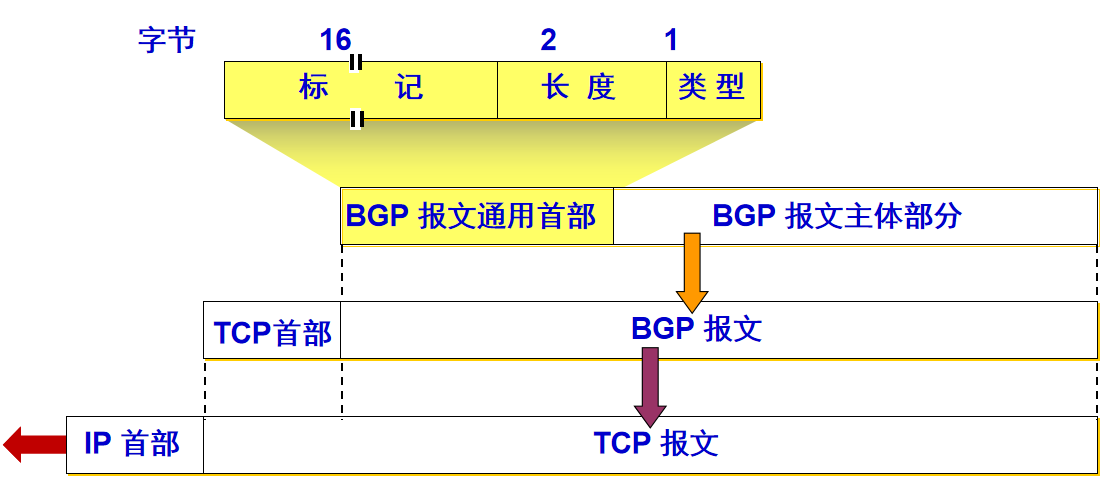 字节 16 2 1
标 记 长 度 类 型
BGP 报文通用首部 BGP 报文主体部分
TCP首部 BGP 报文
IP 首部 TCP 报文